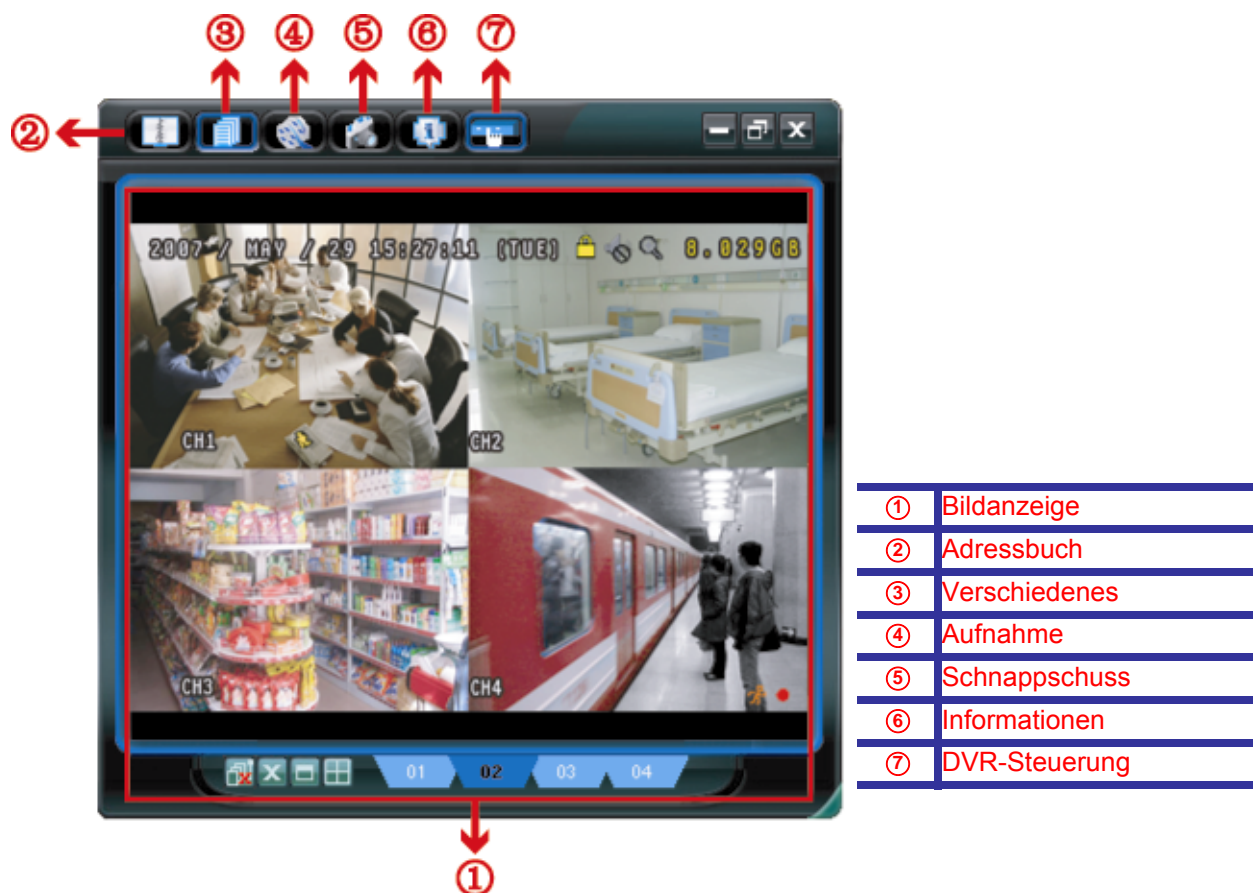 ③ ④ ⑤ ⑥ ⑦
②
2007 / MAY / 29 15:27:11 (TUE) 8.029GB
CH1 CH2
CH3 CH4
01 02 03 04
①
① Bildanzeige
② Adressbuch
③ Verschiedenes
④ Aufnahme
⑤ Schnappschuss
⑥ Informationen
⑦ DVR-Steuerung